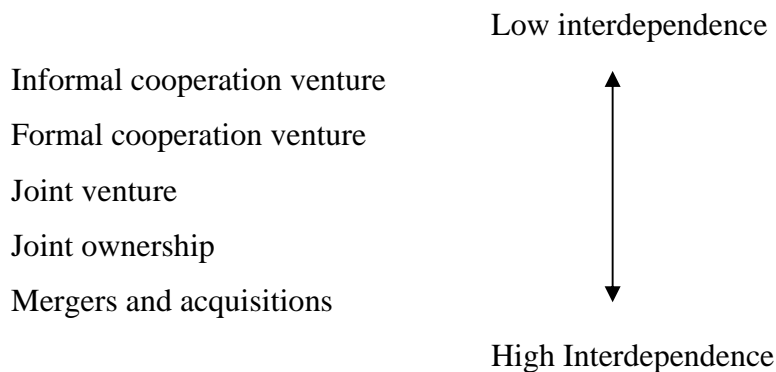 Low interdependence
Informal cooperation venture
Formal cooperation venture
Joint venture
Joint ownership
Mergers and acquisitions
High Interdependence